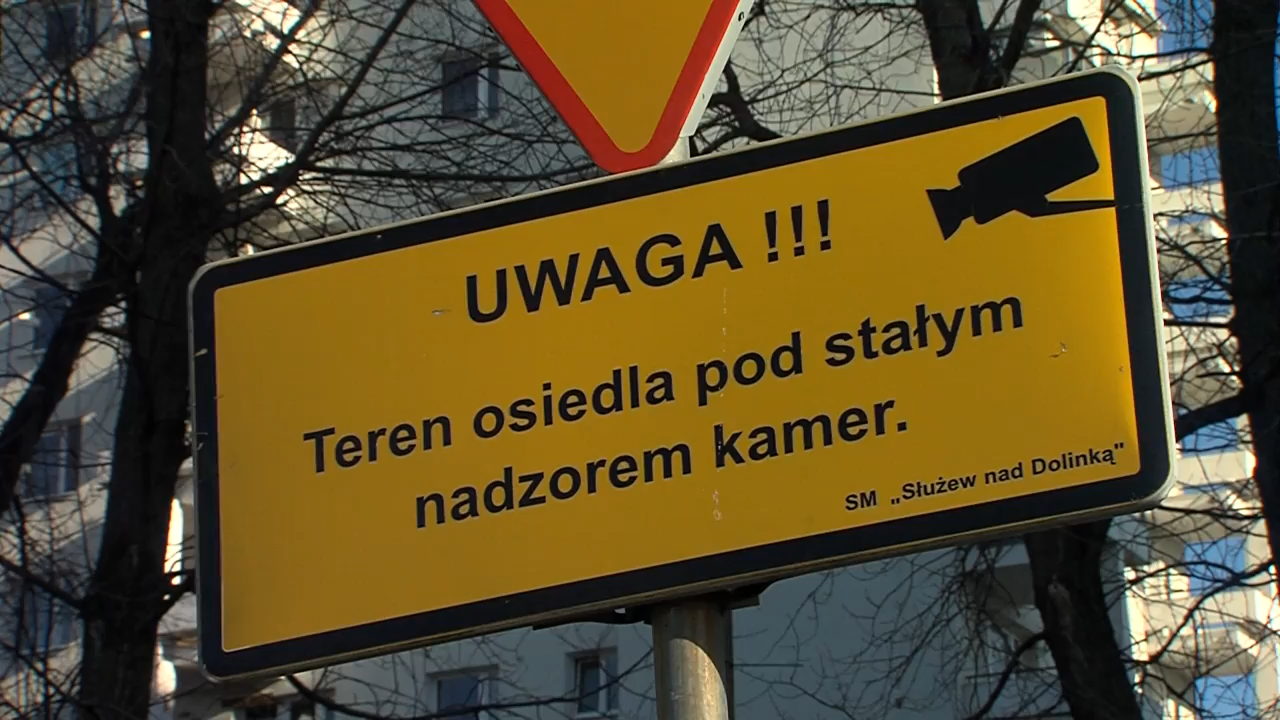 UWAGA !!!
Teren osiedla pod stałym
nadzorem kamer.
SM „Służew nad Dolinką"